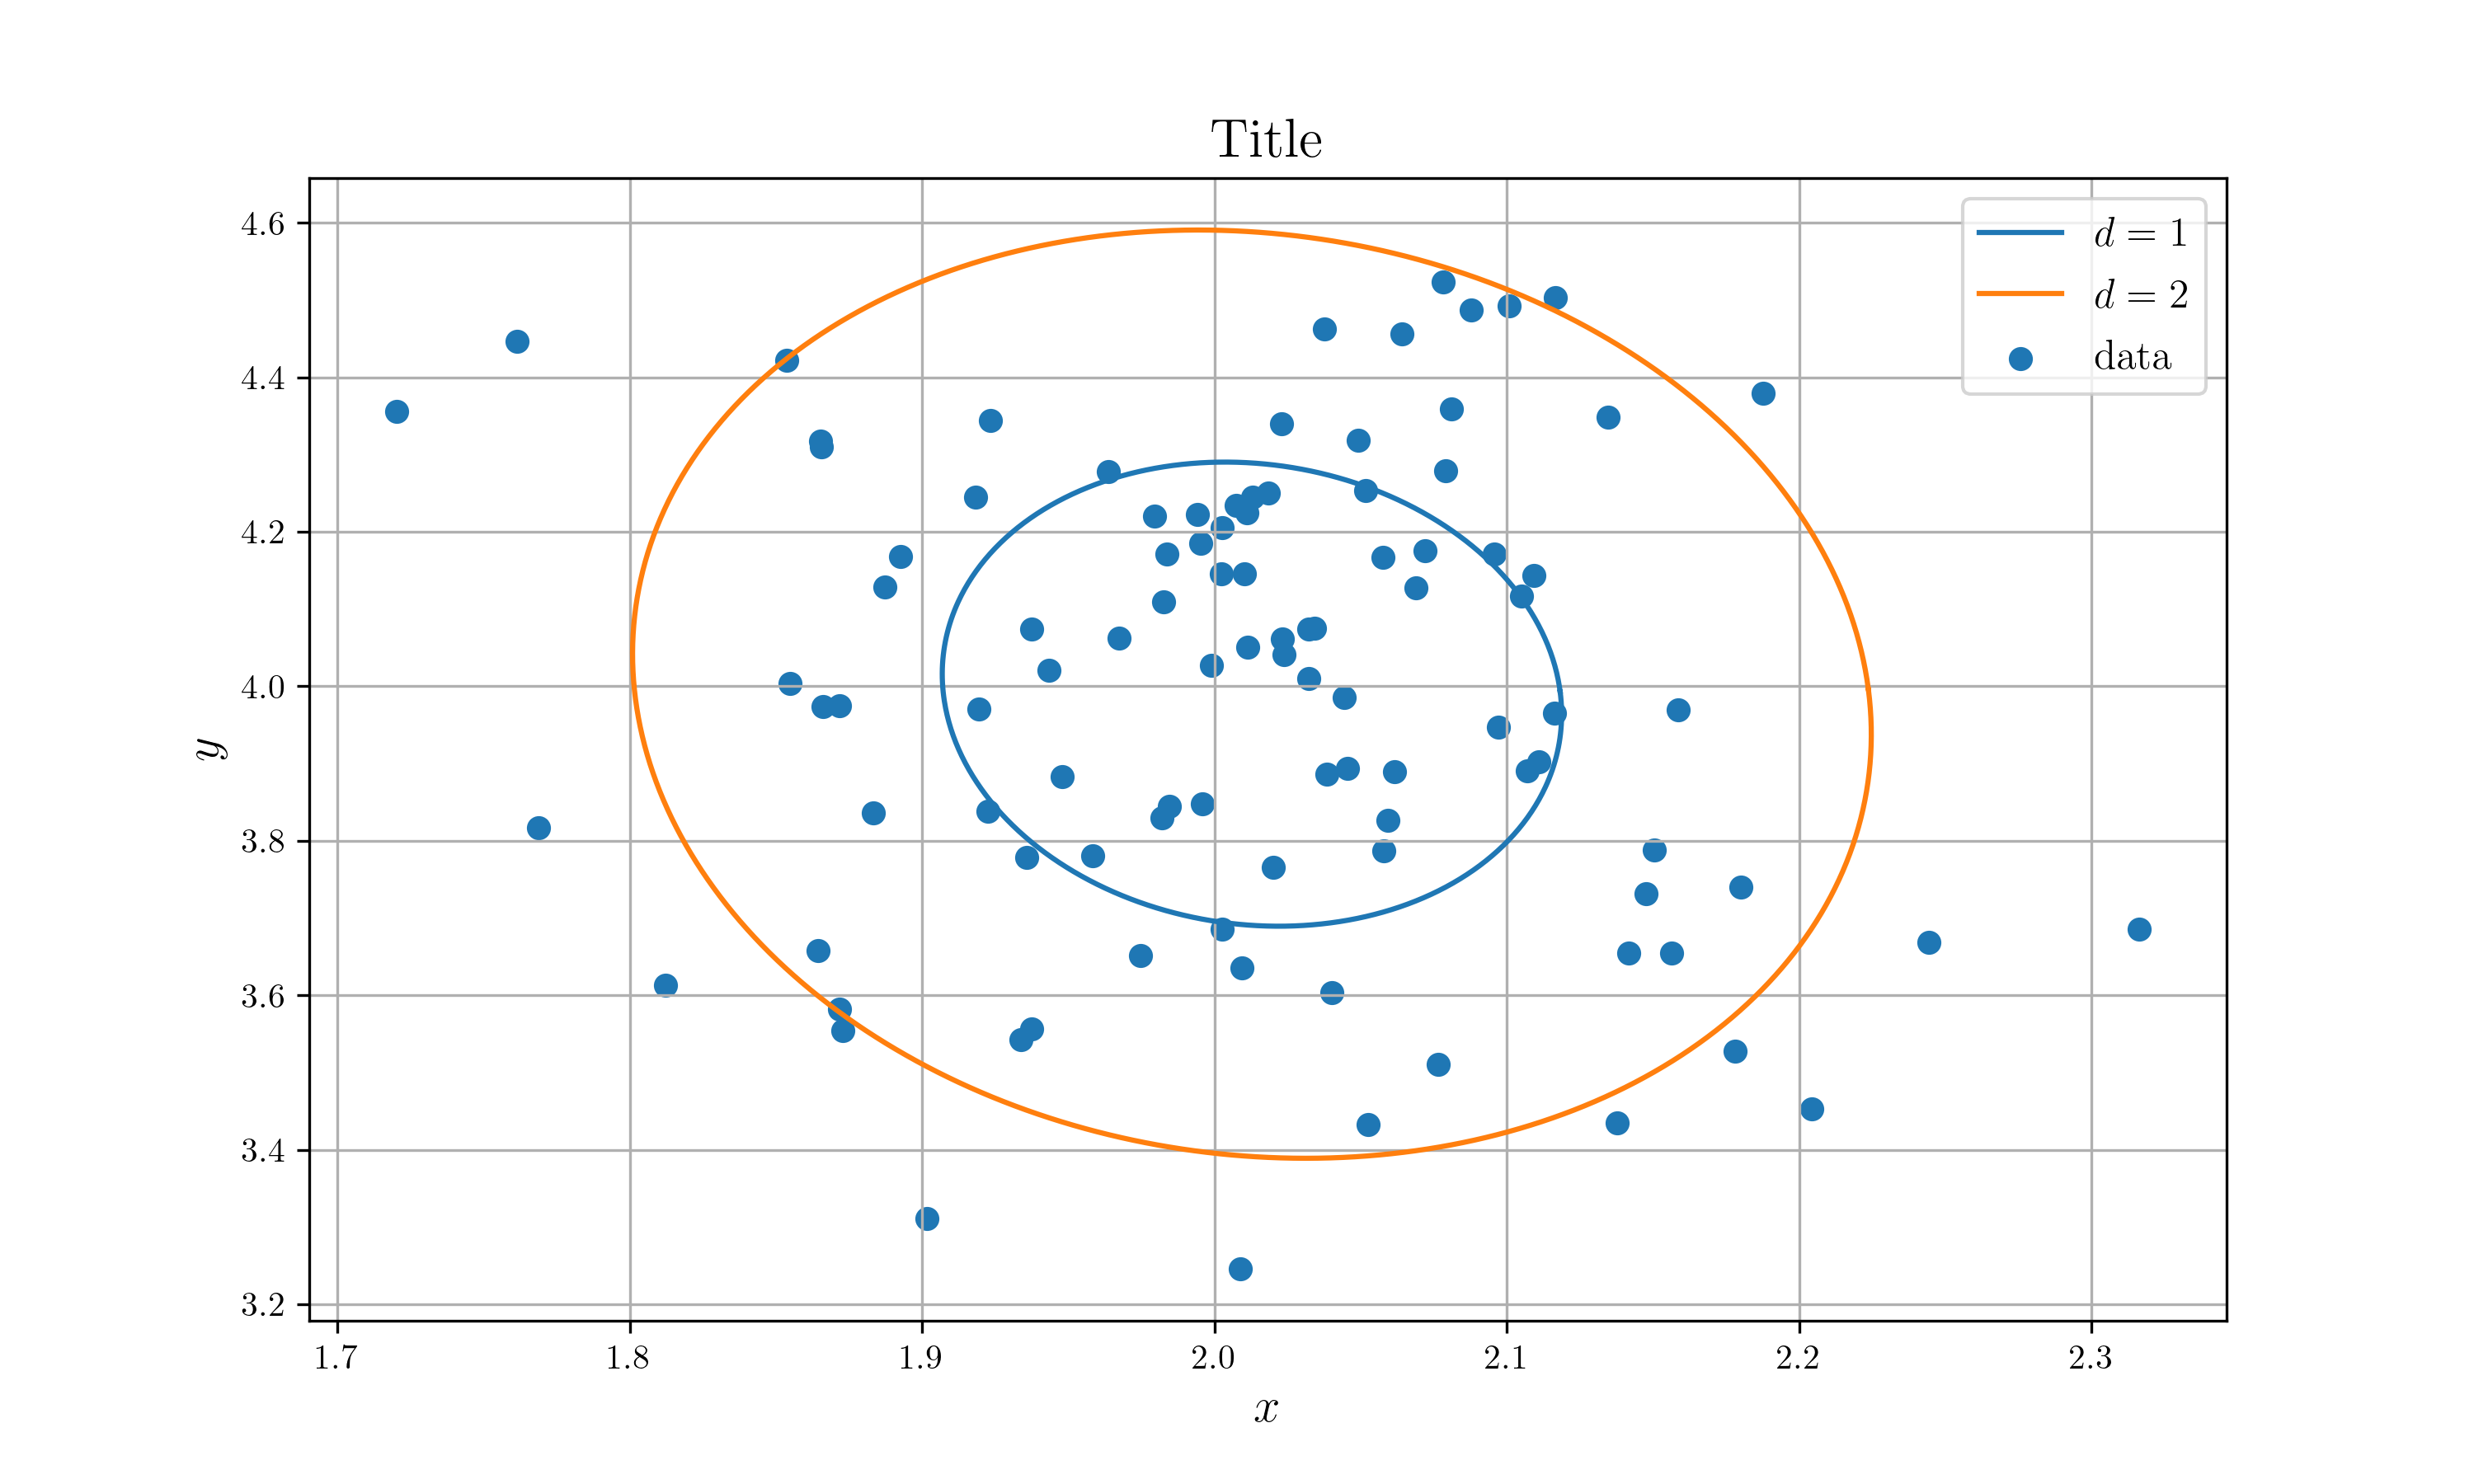 Title
4.6
4.4
4.2
4.0
3.8
3.6
3.4
3.2
y
1.7 1.8 1.9 2.0 2.1 2.2 2.3
x
d = 1
d = 2
data